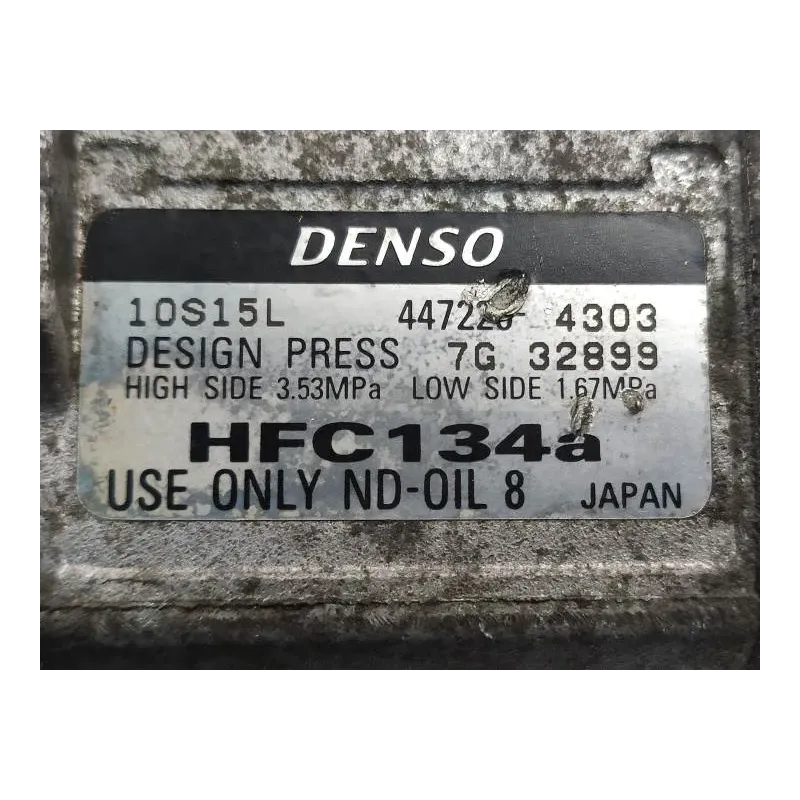 DENSO
10S15L 447220- 4303
DESIGN PRESS 7G 32899
HIGH SIDE 3.53MPa LOW SIDE 1.67MPa
HFC134a
USE ONLY ND-OIL 8 JAPAN